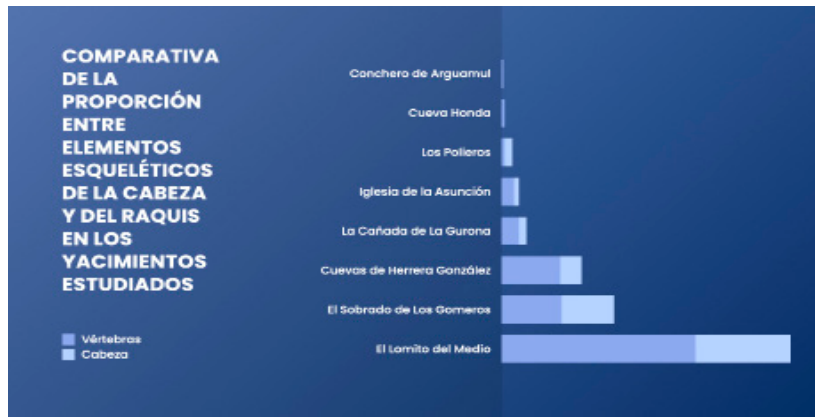 COMPARATIVA
DE LA
PROPORCIÓN
ENTRE
ELEMENTOS
ESQUELÉTICOS
DE LA CABEZA
Y DEL RAQUIS
EN LOS
YACIMIENTOS
ESTUDIADOS
Vértebras
Cabeza
Conchero de Arguamul
Cueva Honda
Los Polieros
Iglesia de la Asunción
La Cañada de La Gurona
Cuevas de Herrera González
El Sobrado de Los Gomeros
El Lomito del Medio